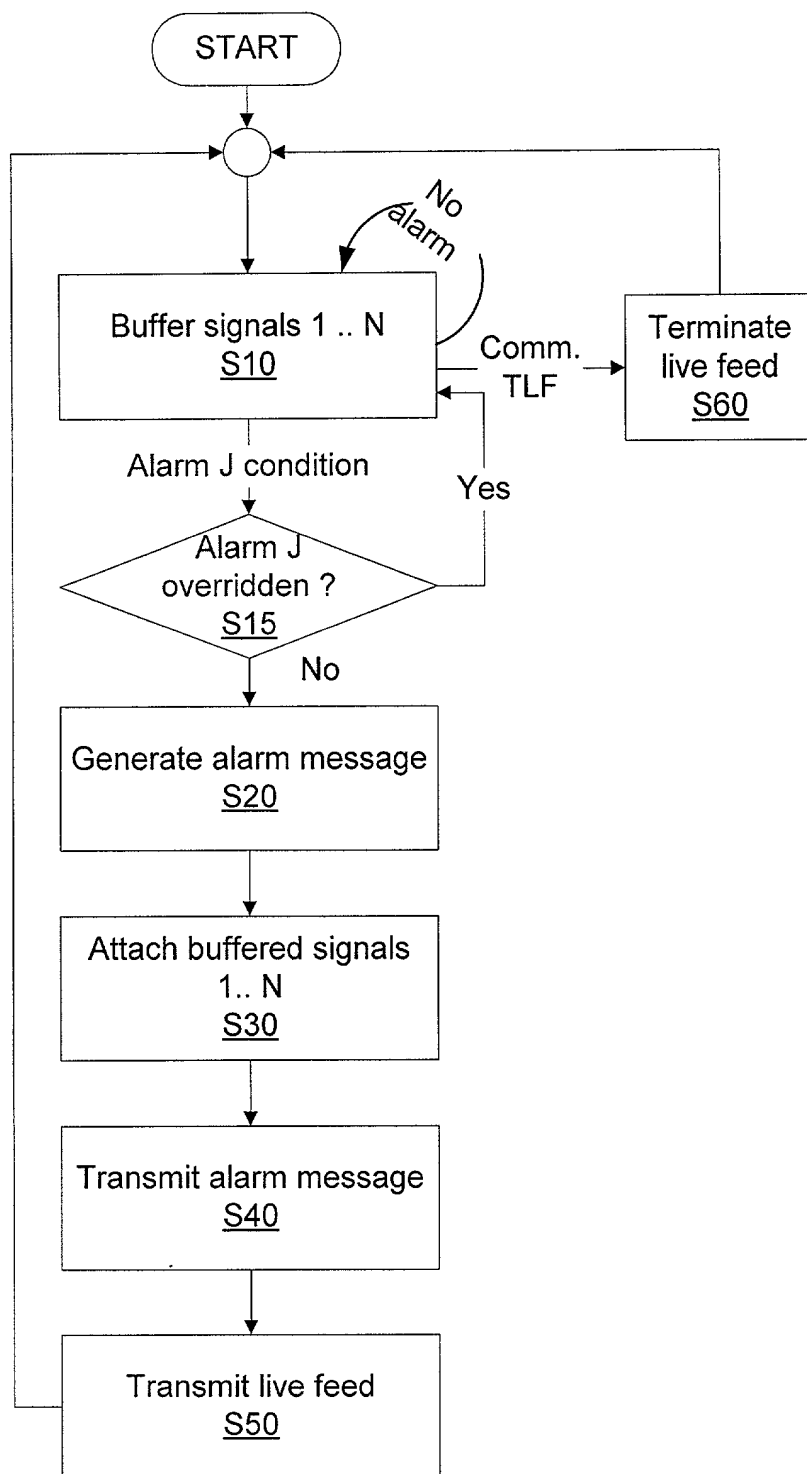 START
No
alarm
Buffer signals 1 .. N
S10
Comm.
TLF
Terminate
live feed
S60
Alarm J condition
Yes
Alarm J
overridden ?
S15
No
Generate alarm message
S20
Attach buffered signals
1.. N
S30
Transmit alarm message
S40
Transmit live feed
S50